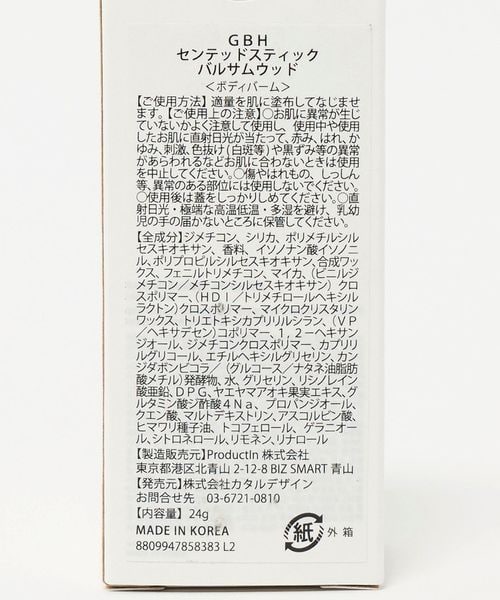 GBH
センテッドスティック
バルサムウッド
＜ボディバーム＞
【ご使用方法】適量を肌に塗布してなじませ
ます。【ご使用上の注意】○お肌に異常が生じ
ていないかよく注意して使用し、使用中や使用
したお肌に直射日光が当たって、赤み、はれ、か
ゆみ、刺激、色抜け(白斑等)や黒ずみ等の異常
があらわれるなどお肌に合わないときは使用
を中止してください。○傷やはれもの、しっしん
等、異常のある部位には使用しないでください。
○使用後は蓋をしっかりしめてください。○直
射日光・極端な高温低温・多湿を避け、乳幼
児の手の届かないところに保管してください。
【全成分】ジメチコン、シリカ、ポリメチルシル
セスキオキサン、香料、イソノナン酸イソノニ
ル、ポリプロピルシルセスキオキサン、合成ワッ
クス、フェニルトリメチコン、マイカ、(ビニルジ
メチコン／メチコンシルセスキオキサン)クロ
スポリマー、(HDI／トリメチロールヘキシル
ラクトン)クロスポリマー、マイクロクリスタリン
ワックス、トリエトキシカプリリルシラン、(VP
／ヘキサデセン)コポリマー、1,2－ヘキサン
ジオール、ジメチコンクロスポリマー、カプリリ
ルグリコール、エチルヘキシルグリセリン、カン
ジダボンビコラ／(グルコース／ナタネ油脂肪
酸メチル)発酵物、水、グリセリン、リシノレイン
酸亜鉛、DPG、ヤエヤマアオキ果実エキス、グ
ルタミン酸ジ酢酸4Na、プロパンジオール、
クエン酸、マルトデキストリン、アスコルビン酸、
ヒマワリ種子油、トコフェロール、ゲラニオー
ル、シトロネロール、リモネン、リナロール
【製造販売元】ProductIn 株式会社
東京都港区北青山 2-12-8 BIZ SMART 青山
【発売元】株式会社カタルデザイン
お問合せ先 03-6721-0810
【内容量】24g
MADE IN KOREA
8809947858383 L2
紙 外箱